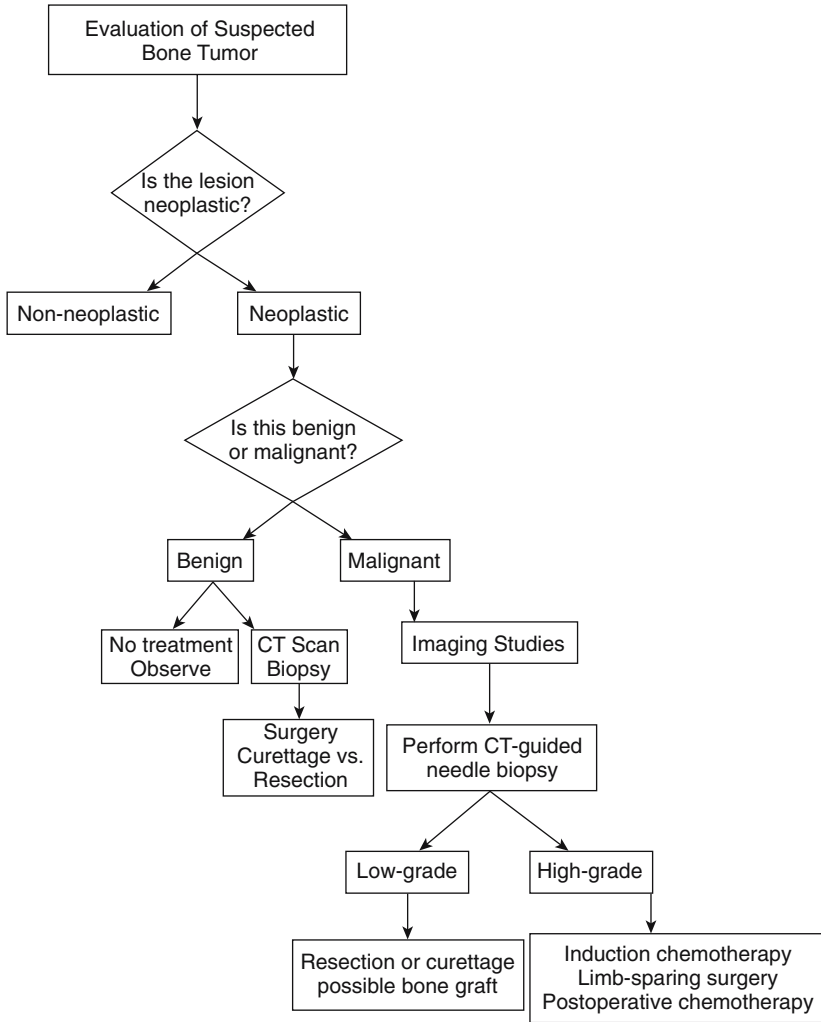 Evaluation of Suspected
Bone Tumor
Is the lesion
neoplastic?
Non-neoplastic
Neoplastic
Is this benign
or malignant?
Benign
Malignant
No treatment
Observe
CT Scan
Biopsy
Imaging Studies
Surgery
Curettage vs.
Resection
Perform CT-guided
needle biopsy
Low-grade
High-grade
Resection or curettage
possible bone graft
Induction chemotherapy
Limb-sparing surgery
Postoperative chemotherapy